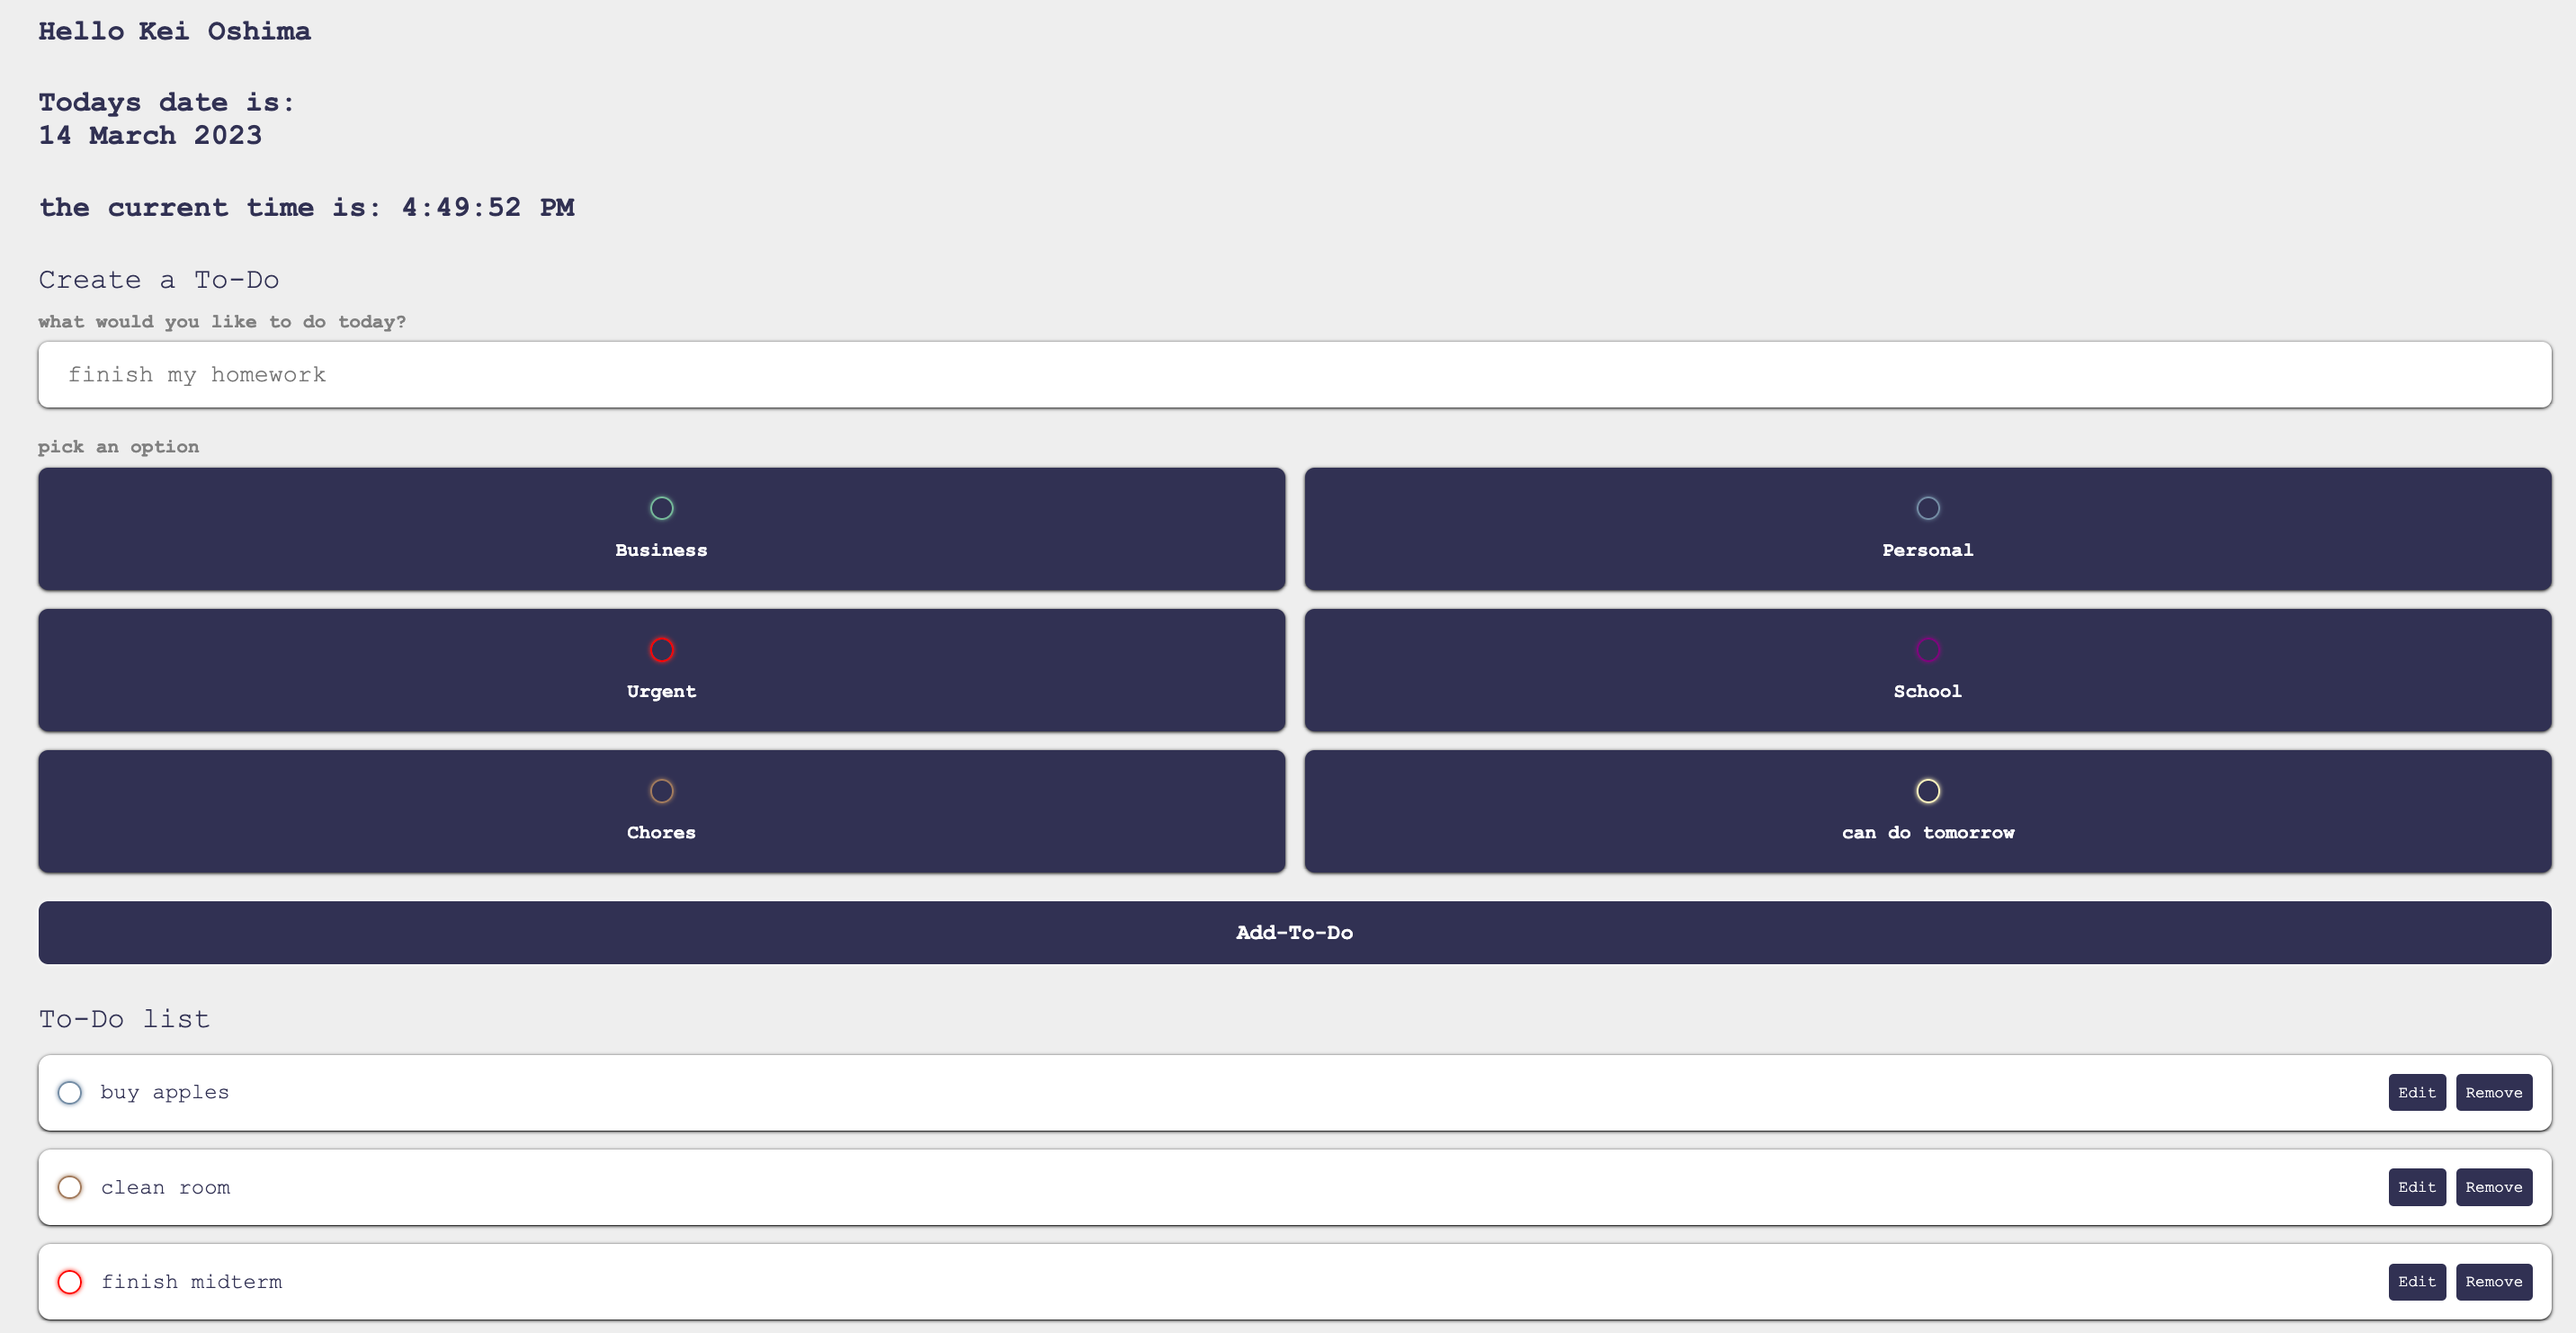 Hello Kei Oshima
Todays date is:
14 March 2023
the current time is: 4:49:52 PM
Create a To-Do
what would you like to do today?
finish my homework
pick an option
Business
Personal
Urgent
School
Chores
can do tomorrow
Add-To-Do
To-Do list
buy apples Edit Remove
clean room Edit Remove
finish midterm Edit Remove